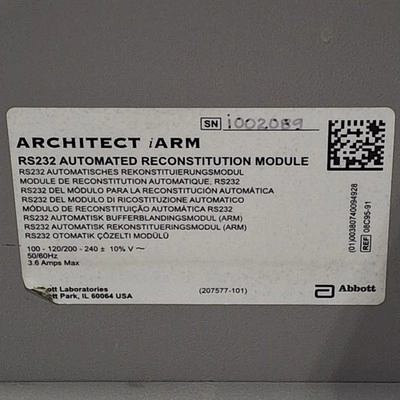 SN i002089
ARCHITECT iARM
RS232 AUTOMATED RECONSTITUTION MODULE
RS232 AUTOMATISCHES REKONSTITUIERUNGSMODUL
MODULE DE RECONSTITUTION AUTOMATIQUE, RS232
RS232 DEL MÓDULO PARA LA RECONSTITUCIÓN AUTOMÁTICA
RS232 DEL MODULO DI RICOSTITUZIONE AUTOMATICO
MÓDULO DE RECONSTITUIÇÃO AUTOMÁTICA RS232
RS232 AUTOMATISK BUFFERBLANDINGSMODUL (ARM)
RS232 AUTOMATISK REKONSTITUERINGSMODUL (ARM)
RS232 OTOMATIK ÇÖZELTI MODÜLÜ
100 - 120/200 - 240 ± 10% V ~
50/60Hz
3.6 Amps Max
Laboratories
Park, IL 60064 USA
(207577-101)
Abbott
(01)00380740094928
REF 08C95-91